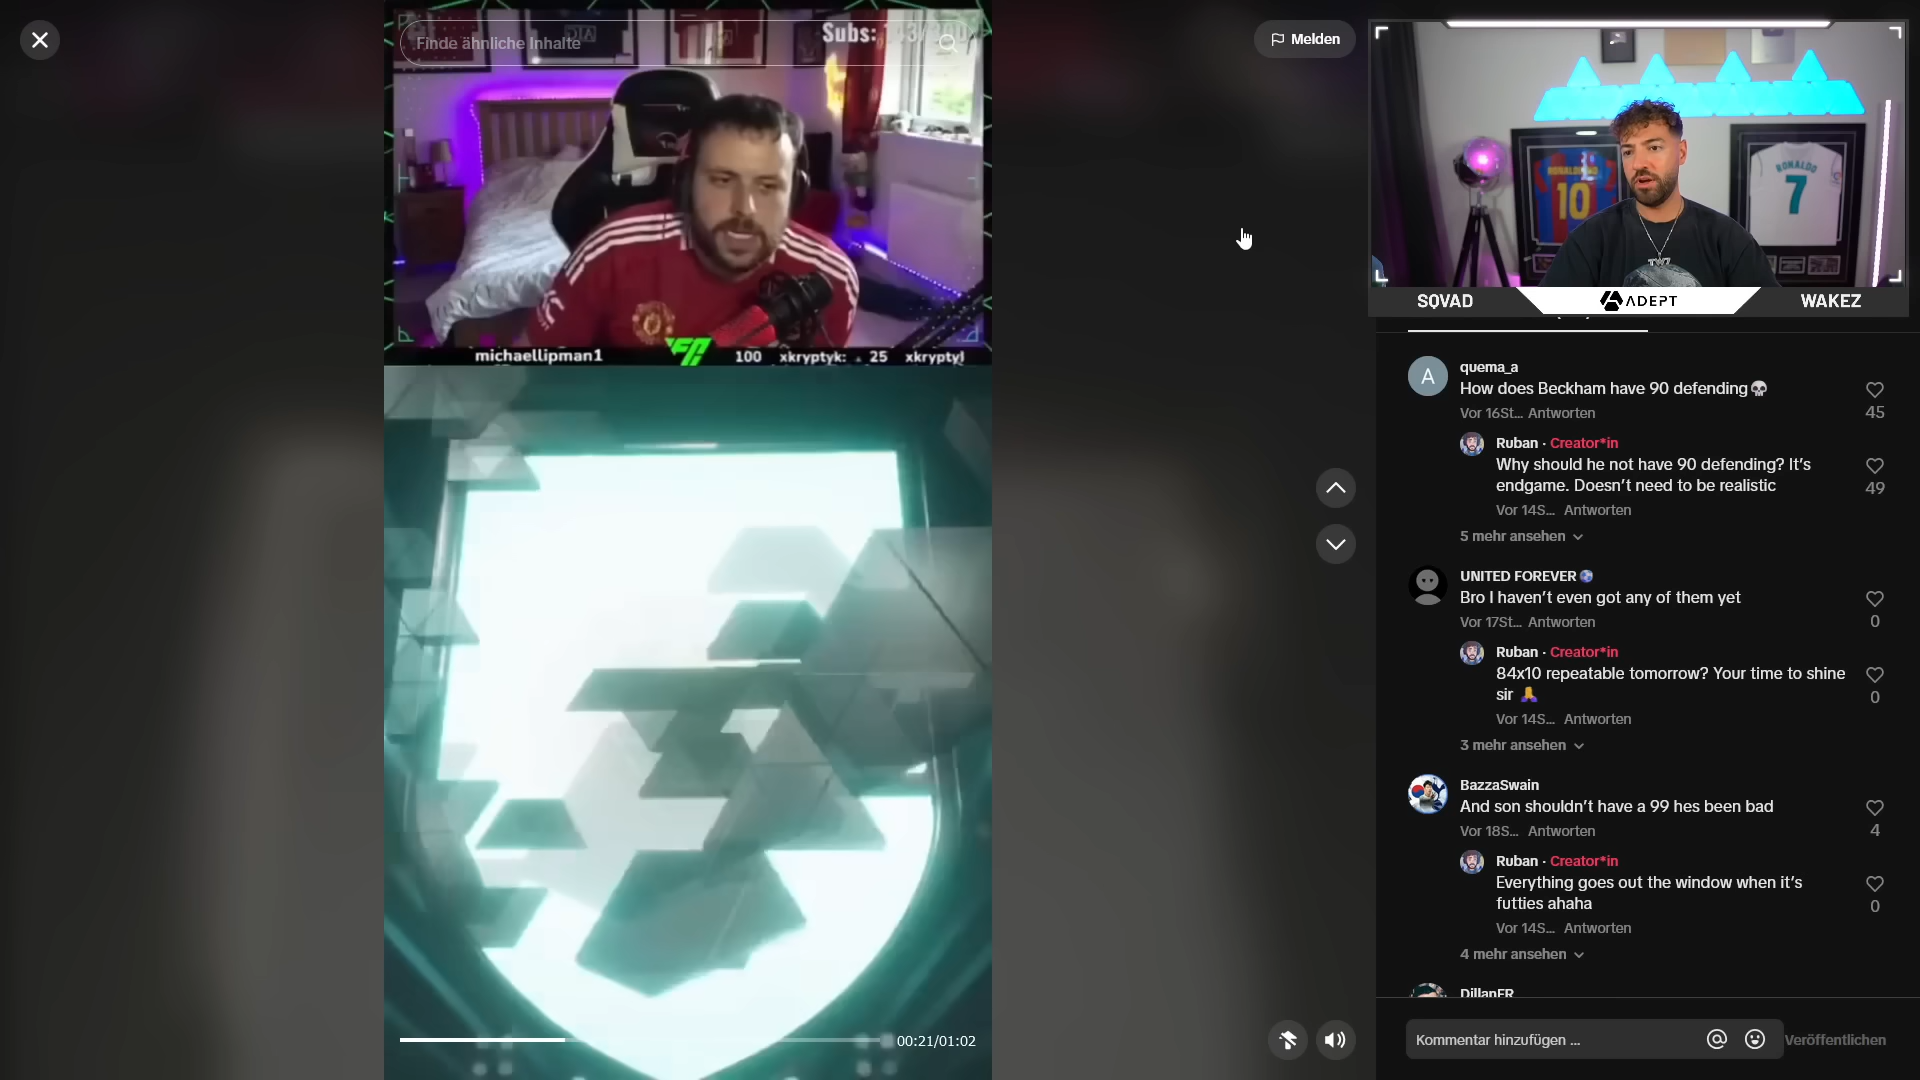 Finde ähnliche Inhalte
Subs:
Melden
michaellipman1
100 xkryptyk: 25 xkryptyl
00:21/01:02
RONALDINHO
10
RONALDO
7
SQVAD
ADEPT
WAKEZ
A
quema_a
How does Beckham have 90 defending💀
Vor 16St... Antworten
45
Ruban · Creator*in
Why should he not have 90 defending? It's
endgame. Doesn't need to be realistic
49
Vor 14S... Antworten
5 mehr ansehen
UNITED FOREVER
Bro I haven't even got any of them yet
Vor 17St... Antworten
0
Ruban · Creator*in
84x10 repeatable tomorrow? Your time to shine
sir
0
Vor 14S... Antworten
3 mehr ansehen
BazzaSwain
And son shouldn't have a 99 hes been bad
Vor 18S... Antworten
4
Ruban · Creator*in
Everything goes out the window when it's
futties ahaha
0
Vor 14S... Antworten
4 mehr ansehen
DillanFR
Kommentar hinzufügen ...
Veröffentlichen